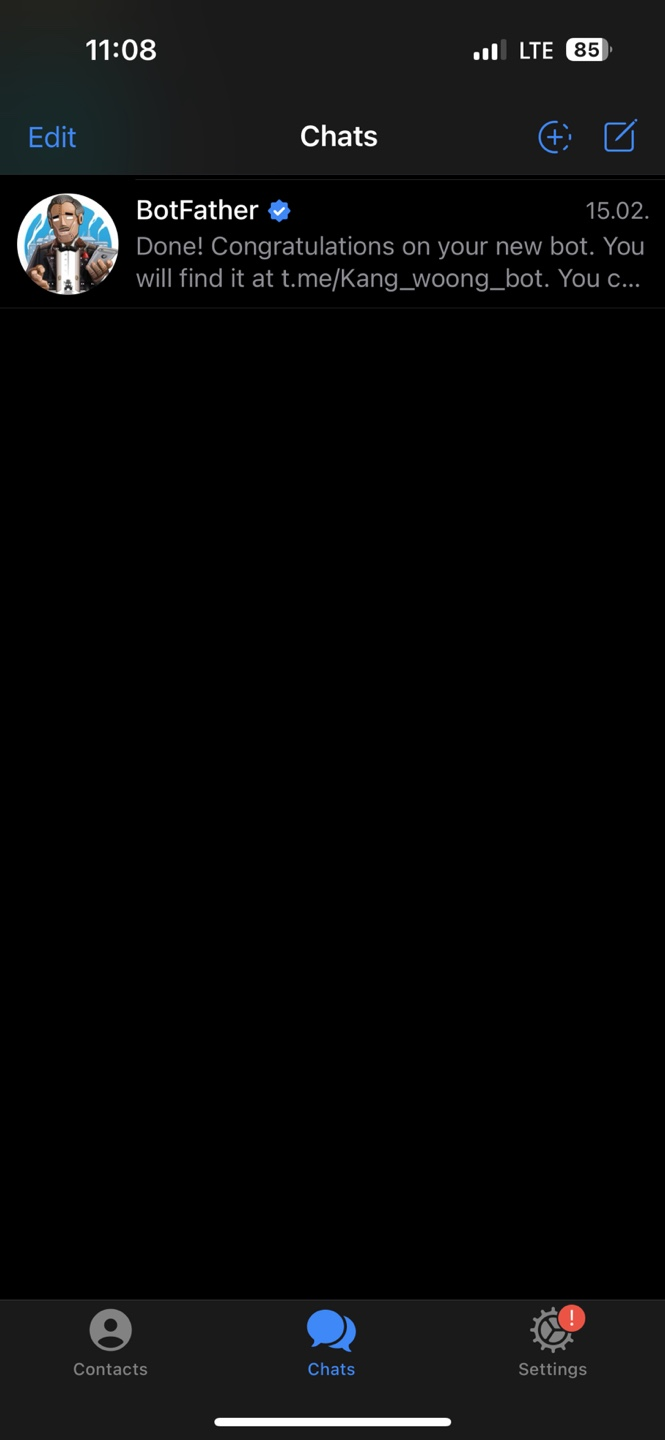 11:08
LTE 85
Edit
Chats
BotFather
15.02.
Done! Congratulations on your new bot. You
will find it at t.me/Kang_woong_bot. You c...
!
Contacts
Chats
Settings